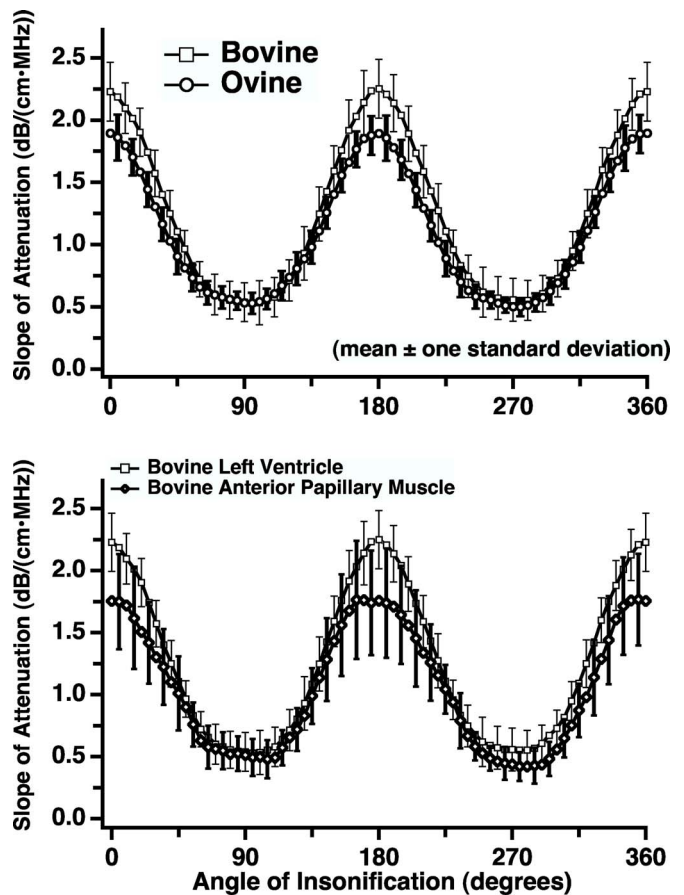 Slope of Attenuation (dB/(cm·MHz))
2.5
2.0
1.5
1.0
0.5
0.0
Bovine
Ovine
(mean ± one standard deviation)
0
90
180
270
360
Slope of Attenuation (dB/(cm·MHz))
Bovine Left Ventricle
Bovine Anterior Papillary Muscle
2.5
2.0
1.5
1.0
0.5
0.0
0
90
180
270
360
Angle of Insonification (degrees)